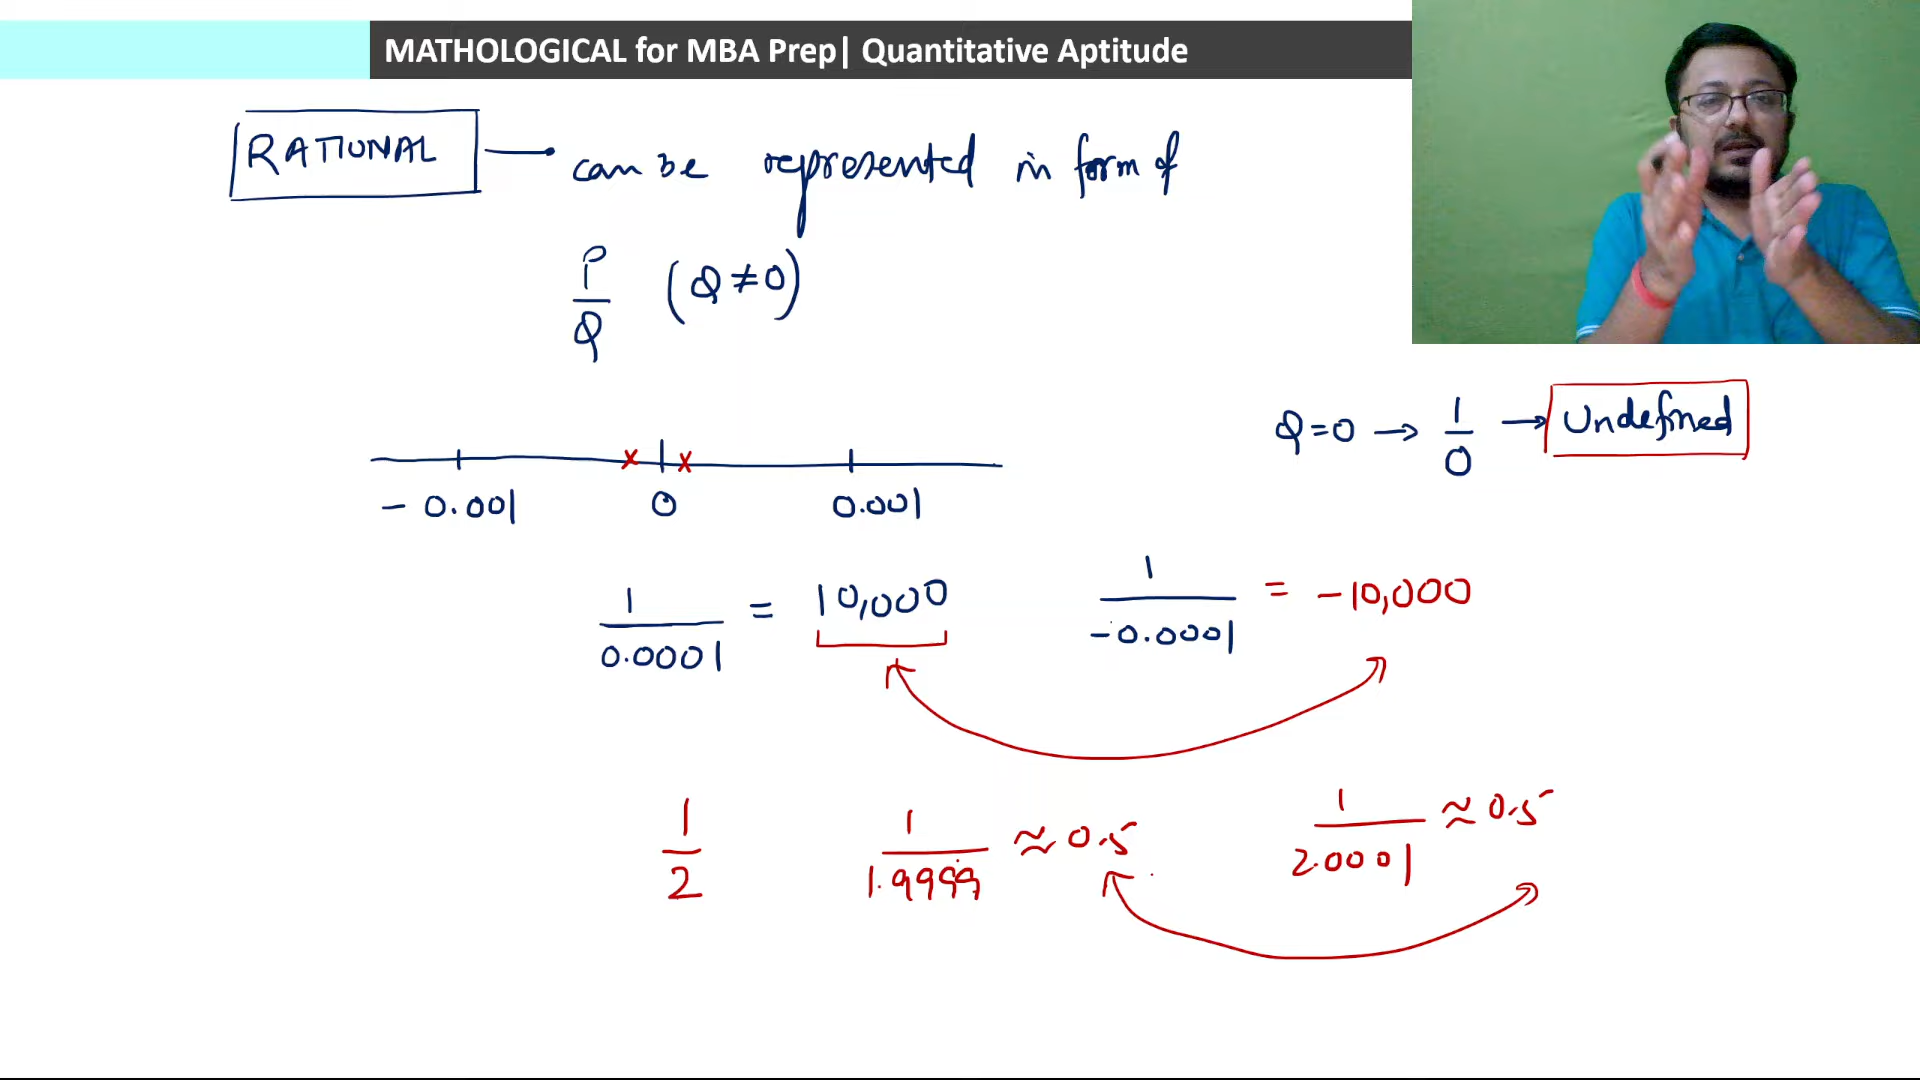 MATHOLOGICAL for MBA Prep| Quantitative Aptitude
RATIONAL → can be represented in form of
P/Q (Q ≠ 0)
Q = 0 → 1/0 → Undefined
- 0.001 0 0.001
1/0.0001 = 10,000 1/-0.0001 = -10,000
1/2 1/1.9999 ≈ 0.5 1/2.0001 ≈ 0.5